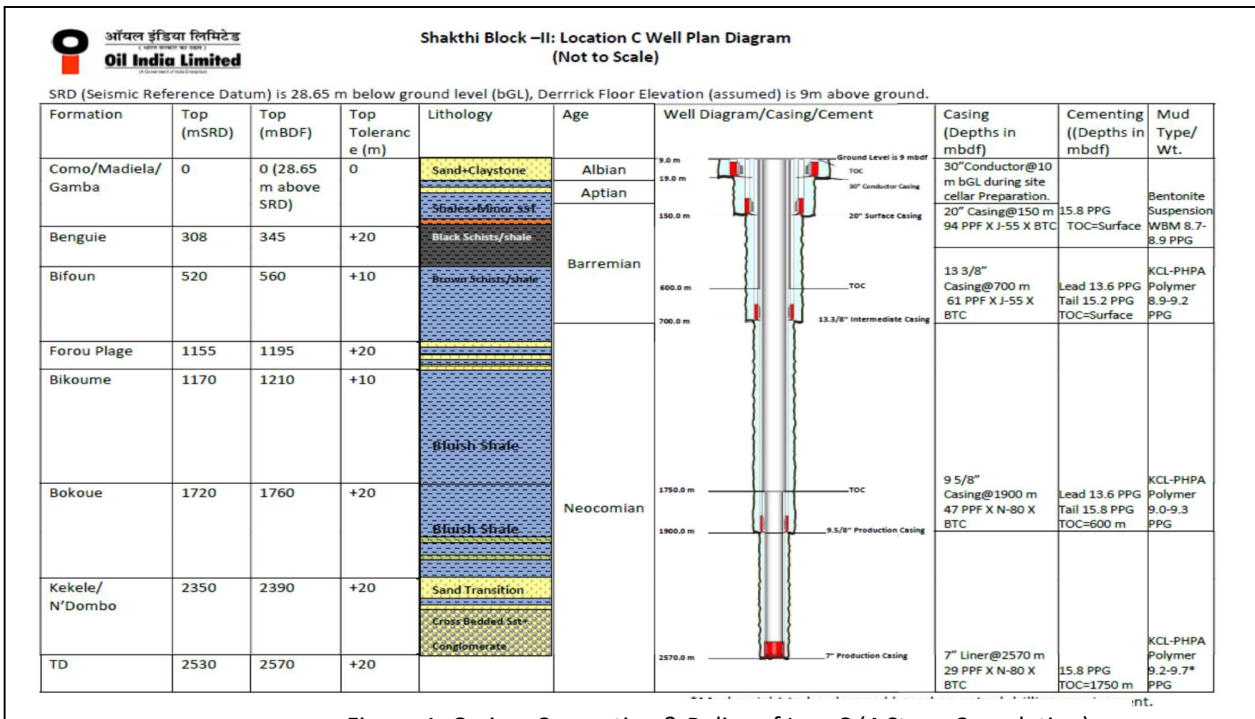 ऑयल इंडिया लिमिटेड
Oil India Limited
Shakthi Block –II: Location C Well Plan Diagram
(Not to Scale)
SRD (Seismic Reference Datum) is 28.65 m below ground level (bGL), Derrrick Floor Elevation (assumed) is 9m above ground.
Formation
Top
(mSRD)
Top
(mBDF)
Top
Toleranc
e (m)
Lithology
Age
Well Diagram/Casing/Cement
Casing
(Depths in
mbdf)
Cementing
((Depths in
mbdf)
Mud
Type/
Wt.
Como/Madiela/
Gamba
0
0 (28.65
m above
SRD)
0
Sand+Claystone
Shales+Minor sst
Albian
Aptian
Barremian
Neocomian
Benguie
308
345
+20
Black Schists/shale
Bifoun
520
560
+10
Brown Schists/shale
Forou Plage
1155
1195
+20
Bikoume
1170
1210
+10
Bluish Shale
Bokoue
1720
1760
+20
Bluish Shale
Kekele/
N'Dombo
2350
2390
+20
Sand Transition
Cross Bedded Sst+
Conglomerate
TD
2530
2570
+20
9.0 m
Ground Level is 9 mbdf
TOC
19.0 m
30" Conductor Casing
150.0 m
20" Surface Casing
600.0 m
TOC
700.0 m
13.3/8" Intermediate Casing
1750.0 m
TOC
1900.0 m
9.5/8" Production Casing
2570.0 m
7" Production Casing
30"Conductor@10
m bGL during site
cellar Preparation.
20" Casing@150 m
94 PPF X J-55 X BTC
15.8 PPG
TOC=Surface
Bentonite
Suspension
WBM 8.7-
8.9 PPG
13 3/8"
Casing@700 m
61 PPF X J-55 X
BTC
Lead 13.6 PPG
Tail 15.2 PPG
TOC=Surface
KCL-PHPA
Polymer
8.9-9.2
PPG
9 5/8"
Casing@1900 m
47 PPF X N-80 X
BTC
Lead 13.6 PPG
Tail 15.8 PPG
TOC=600 m
KCL-PHPA
Polymer
9.0-9.3
PPG
7" Liner@2570 m
29 PPF X N-80 X
BTC
15.8 PPG
TOC=1750 m
KCL-PHPA
Polymer
9.2-9.7*
PPG